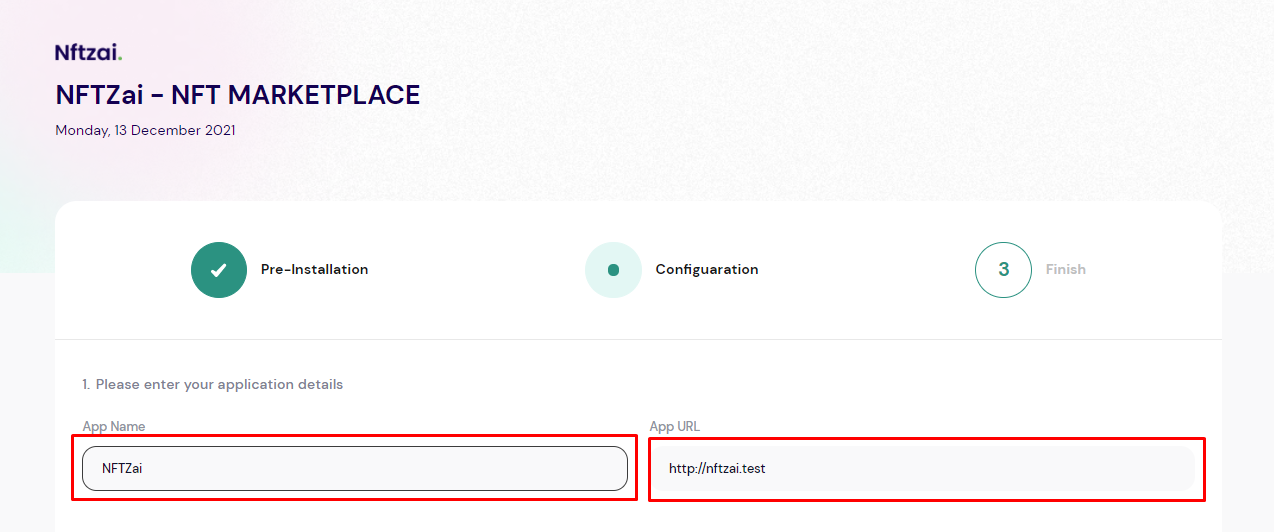 Nftzai.
NFTZai - NFT MARKETPLACE
Monday, 13 December 2021
Pre-Installation
Configuaration
3 Finish
1. Please enter your application details
App Name
App URL
NFTZai
http://nftzai.test